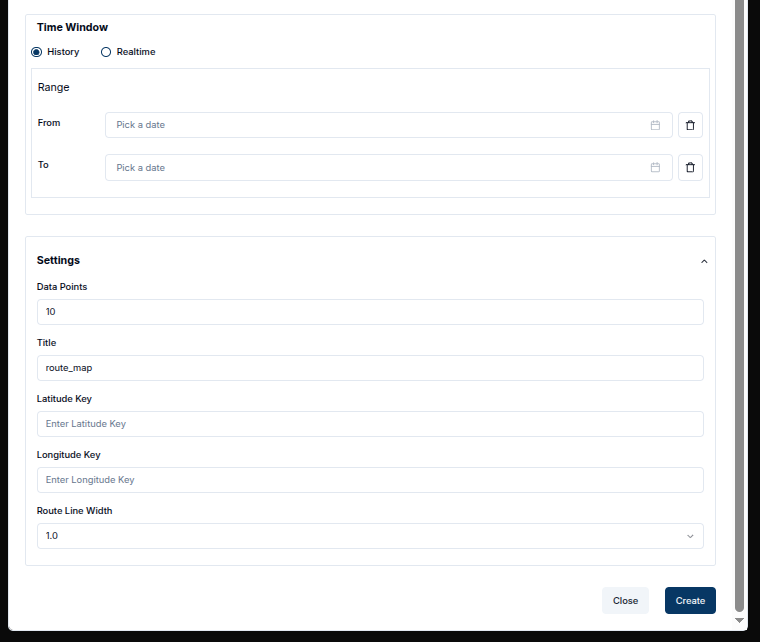 Time Window
History Realtime
Range
From Pick a date
To Pick a date
Settings
Data Points
10
Title
route_map
Latitude Key
Enter Latitude Key
Longitude Key
Enter Longitude Key
Route Line Width
1.0
Close Create